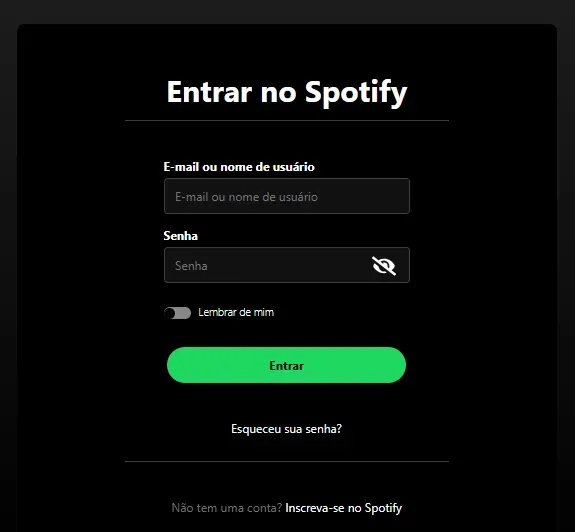 Entrar no Spotify
E-mail ou nome de usuário
E-mail ou nome de usuário
Senha
Senha
Lembrar de mim
Entrar
Esqueceu sua senha?
Não tem uma conta? Inscreva-se no Spotify